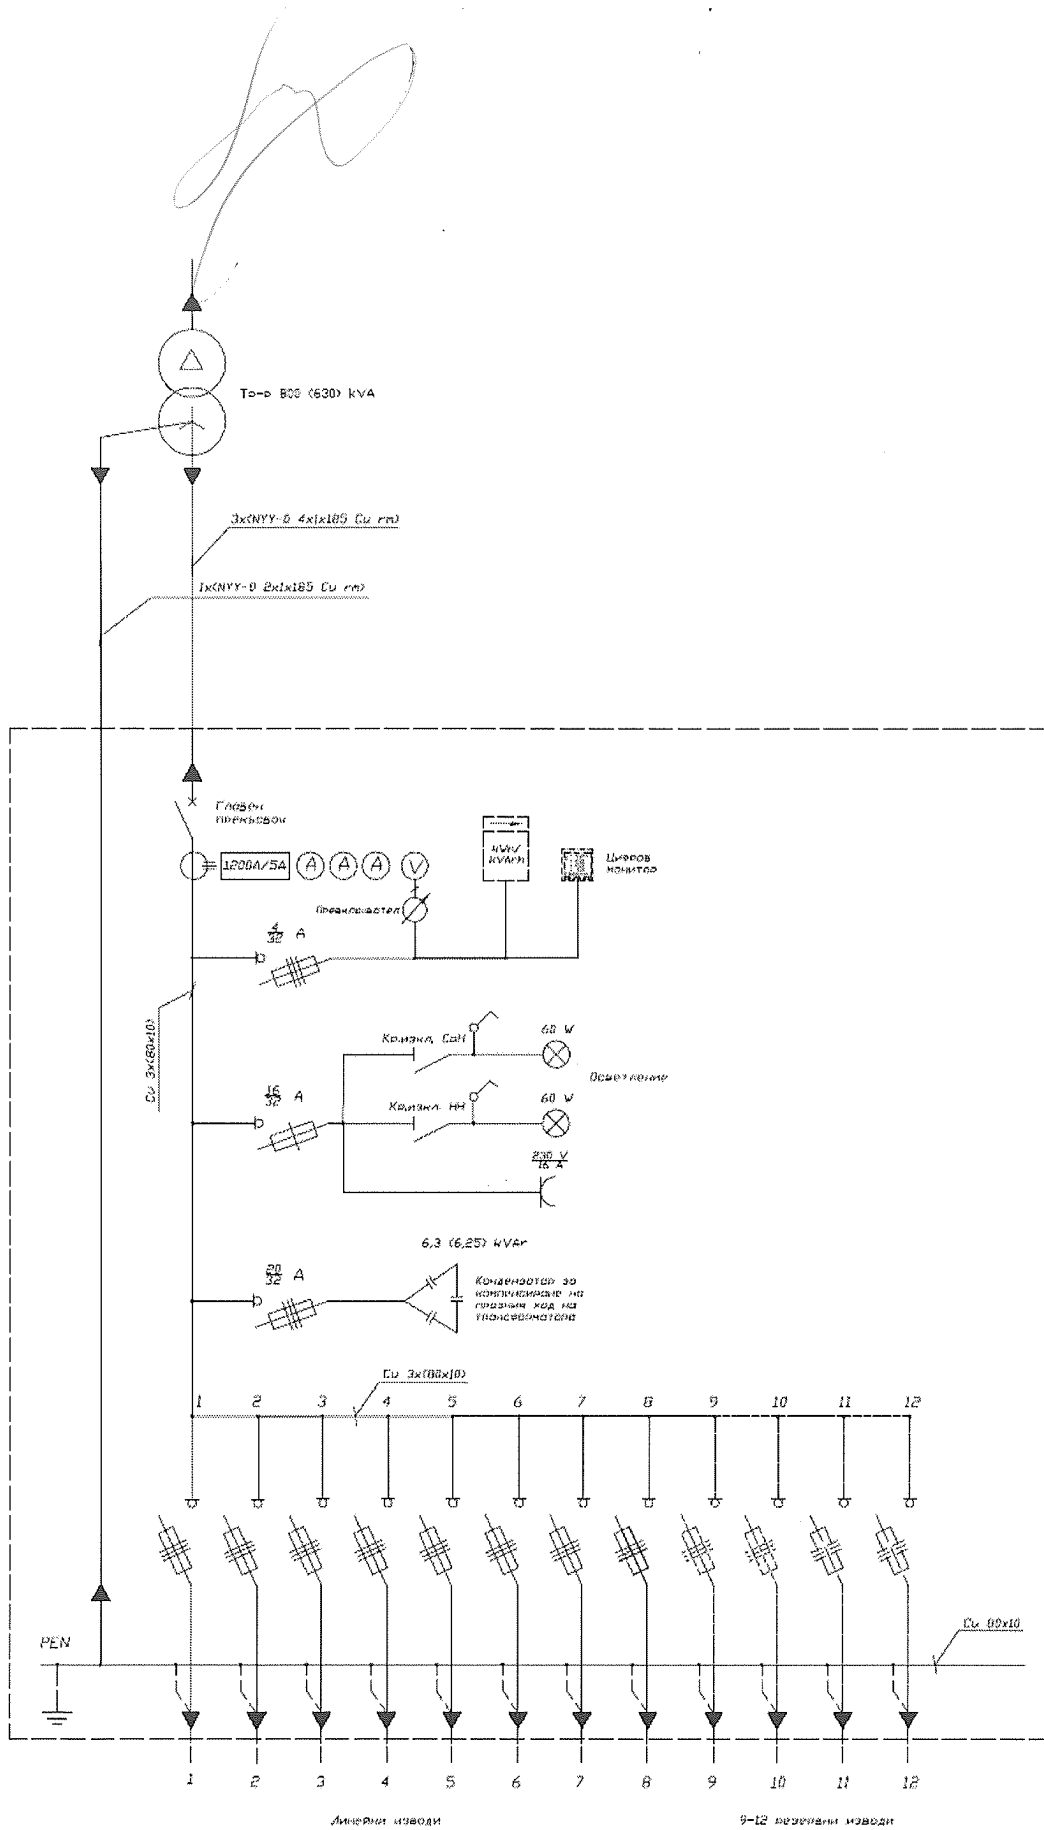 Тр-р 800 (630) kVA
3x(NYY-O 4x1x185 Cu rm)
1x(NYY-O 2x1x185 Cu rm)
Главен
прекъсвач
1200A/5A
A
A
A
V
kWh/
kVArh
Цифров
монитор
Превключвател
4/32 A
Cu 3x(80x10)
Кр.изкл. СрН
60 W
Осветление
16/32 A
Кр.изкл. НН
60 W
230 V
16 A
6,3 (6,25) kVAr
20/32 A
Кондензатор за
компенсиране на
празния ход на
трансформатора
Cu 3x(80x10)
1 2 3 4 5 6 7 8 9 10 11 12
PEN
Cu 80x10
1 2 3 4 5 6 7 8 9 10 11 12
Линейни изводи
9-12 резервни изводи